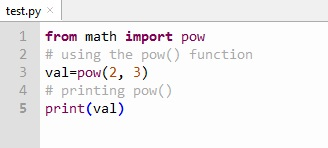 test.py
1 from math import pow
2 # using the pow() function
3 val=pow(2, 3)
4 # printing pow()
5 print(val)